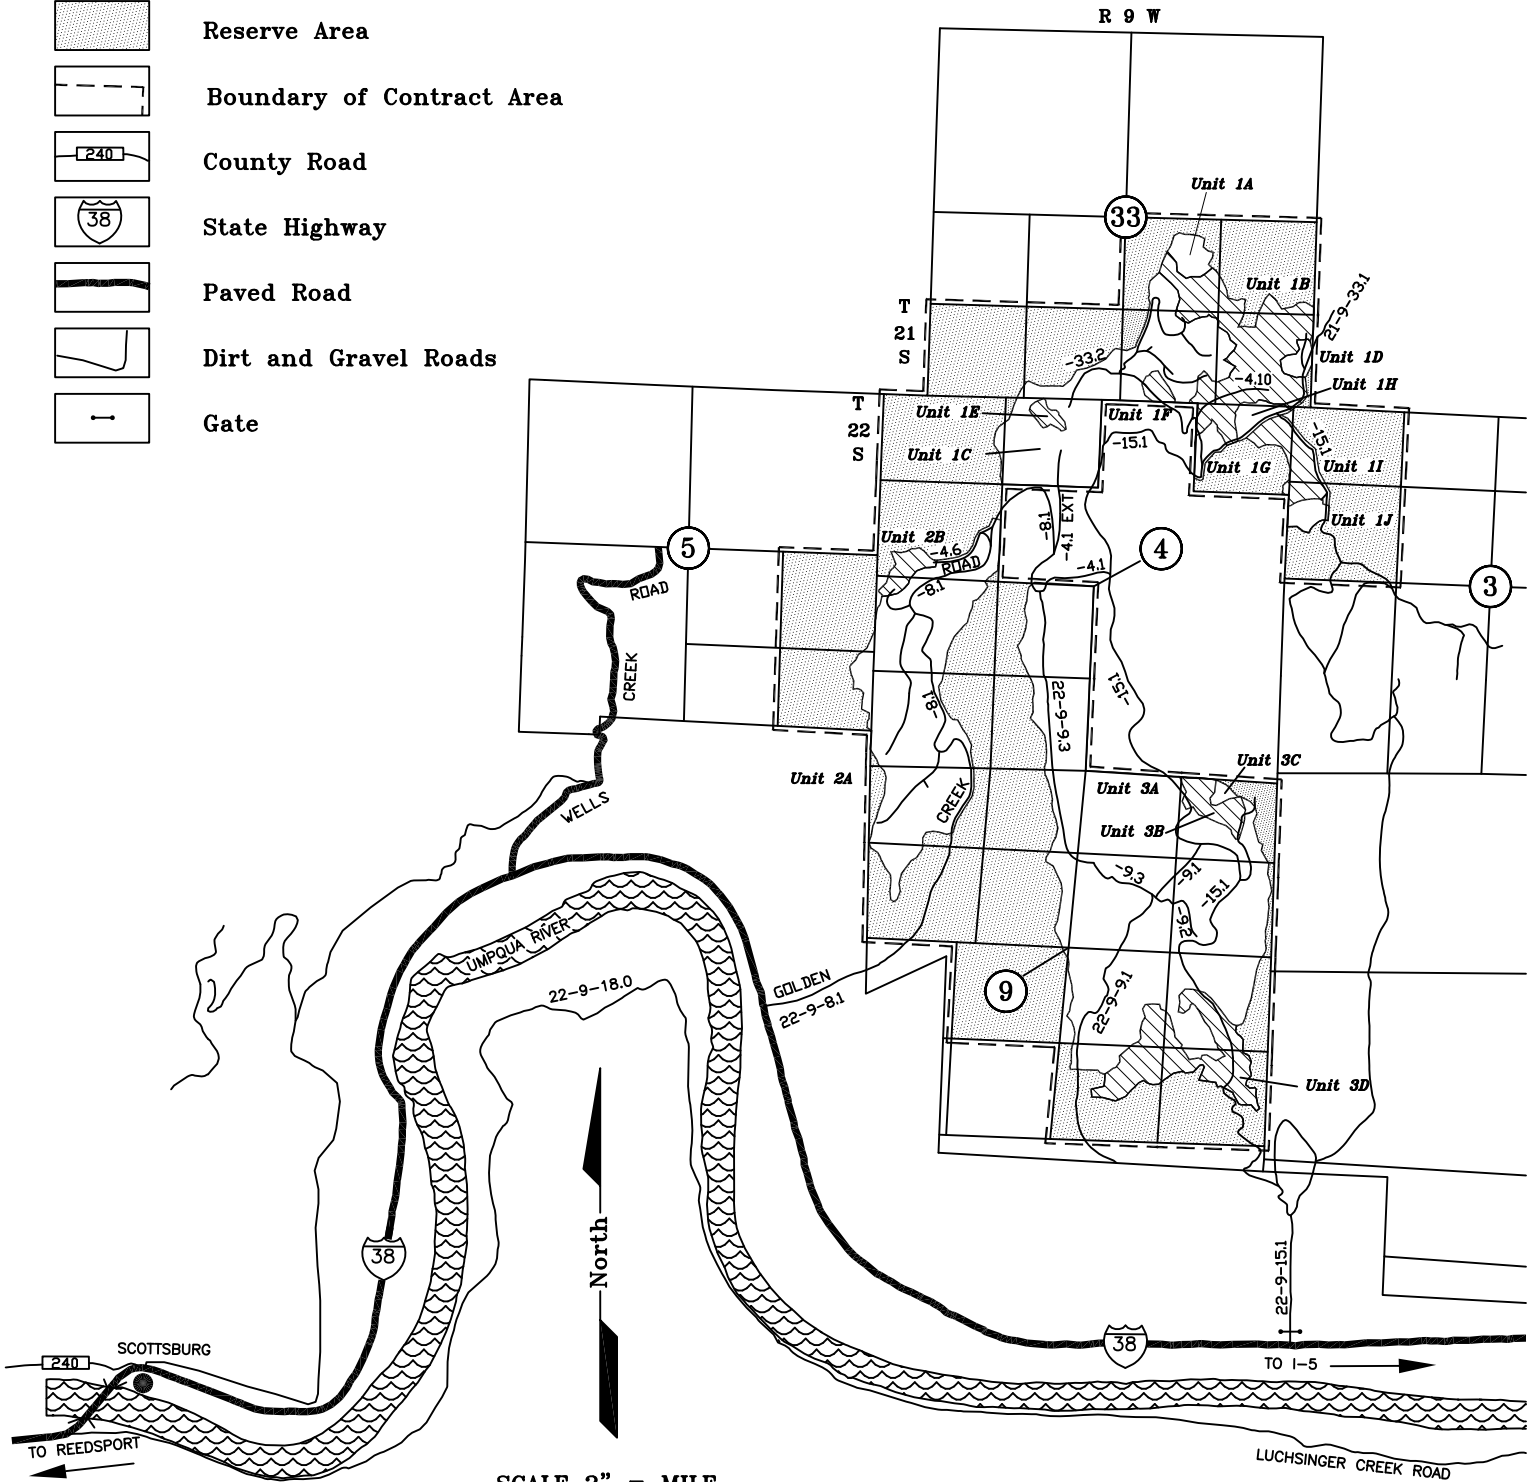 R 9 W
Reserve Area
Boundary of Contract Area
240
County Road
38
State Highway
Paved Road
Dirt and Gravel Roads
Gate
33
Unit 1A
Unit 1B
21-9-33.1
T
21
S
-33.2
Unit 1D
-4.10
Unit 1H
T
22
S
Unit 1E
Unit 1F
Unit 1C
-15.1
-15.1
Unit 1G
Unit 1I
Unit 1J
-8.1
-4.1 EXT
Unit 2B
-4.6
ROAD
-8.1
-4.1
5
4
3
ROAD
CREEK
WELLS
-8.1
22-9-9.3
-15.1
Unit 2A
CREEK
Unit 3C
Unit 3A
Unit 3B
-9.3
-9.1
-15.1
-9.2
UMPQUA RIVER
22-9-18.0
GOLDEN
22-9-8.1
9
22-9-9.1
Unit 3D
North
38
22-9-15.1
38
TO I-5
SCOTTSBURG
240
TO REEDSPORT
LUCHSINGER CREEK ROAD
SCALE 2" = MILE